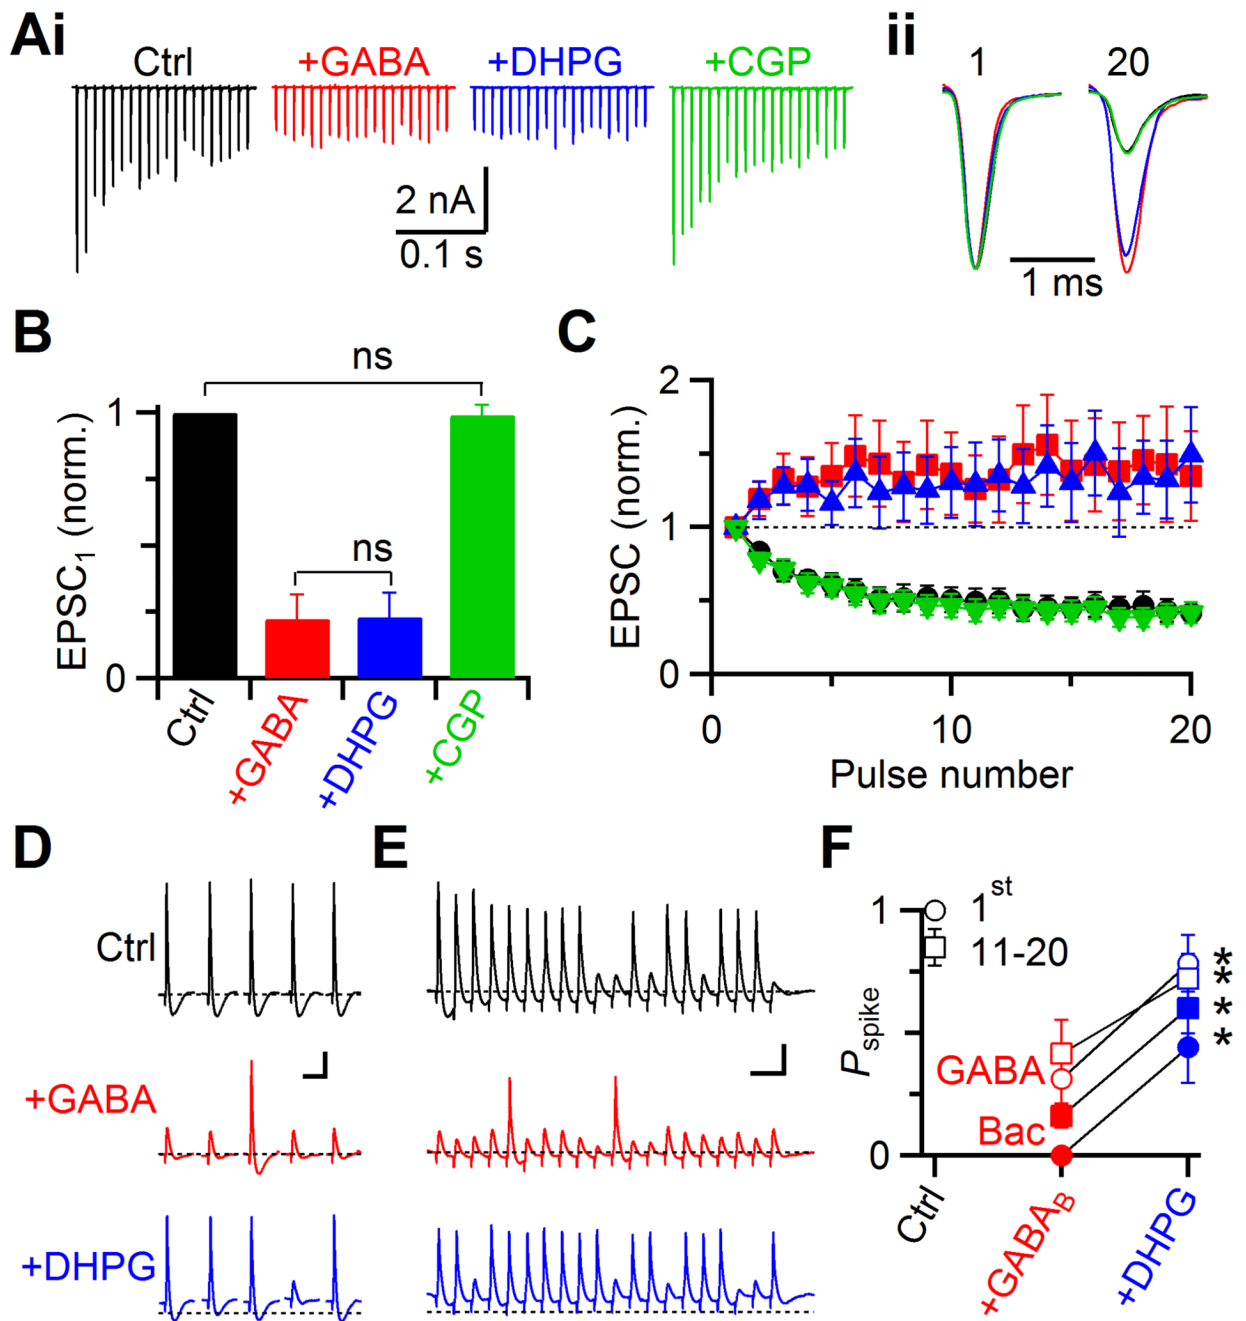 Ai
Ctrl +GABA +DHPG +CGP
2 nA
0.1 s
ii
1 20
1 ms
B
EPSC1 (norm.)
1
0
ns
ns
Ctrl
+GABA
+DHPG
+CGP
C
EPSC (norm.)
2
1
0
0 10 20
Pulse number
D
E
Ctrl
+GABA
+DHPG
F
Pspike
1
0
1st
11-20
GABA
Bac
*
*
*
*
Ctrl
+GABAB
+DHPG